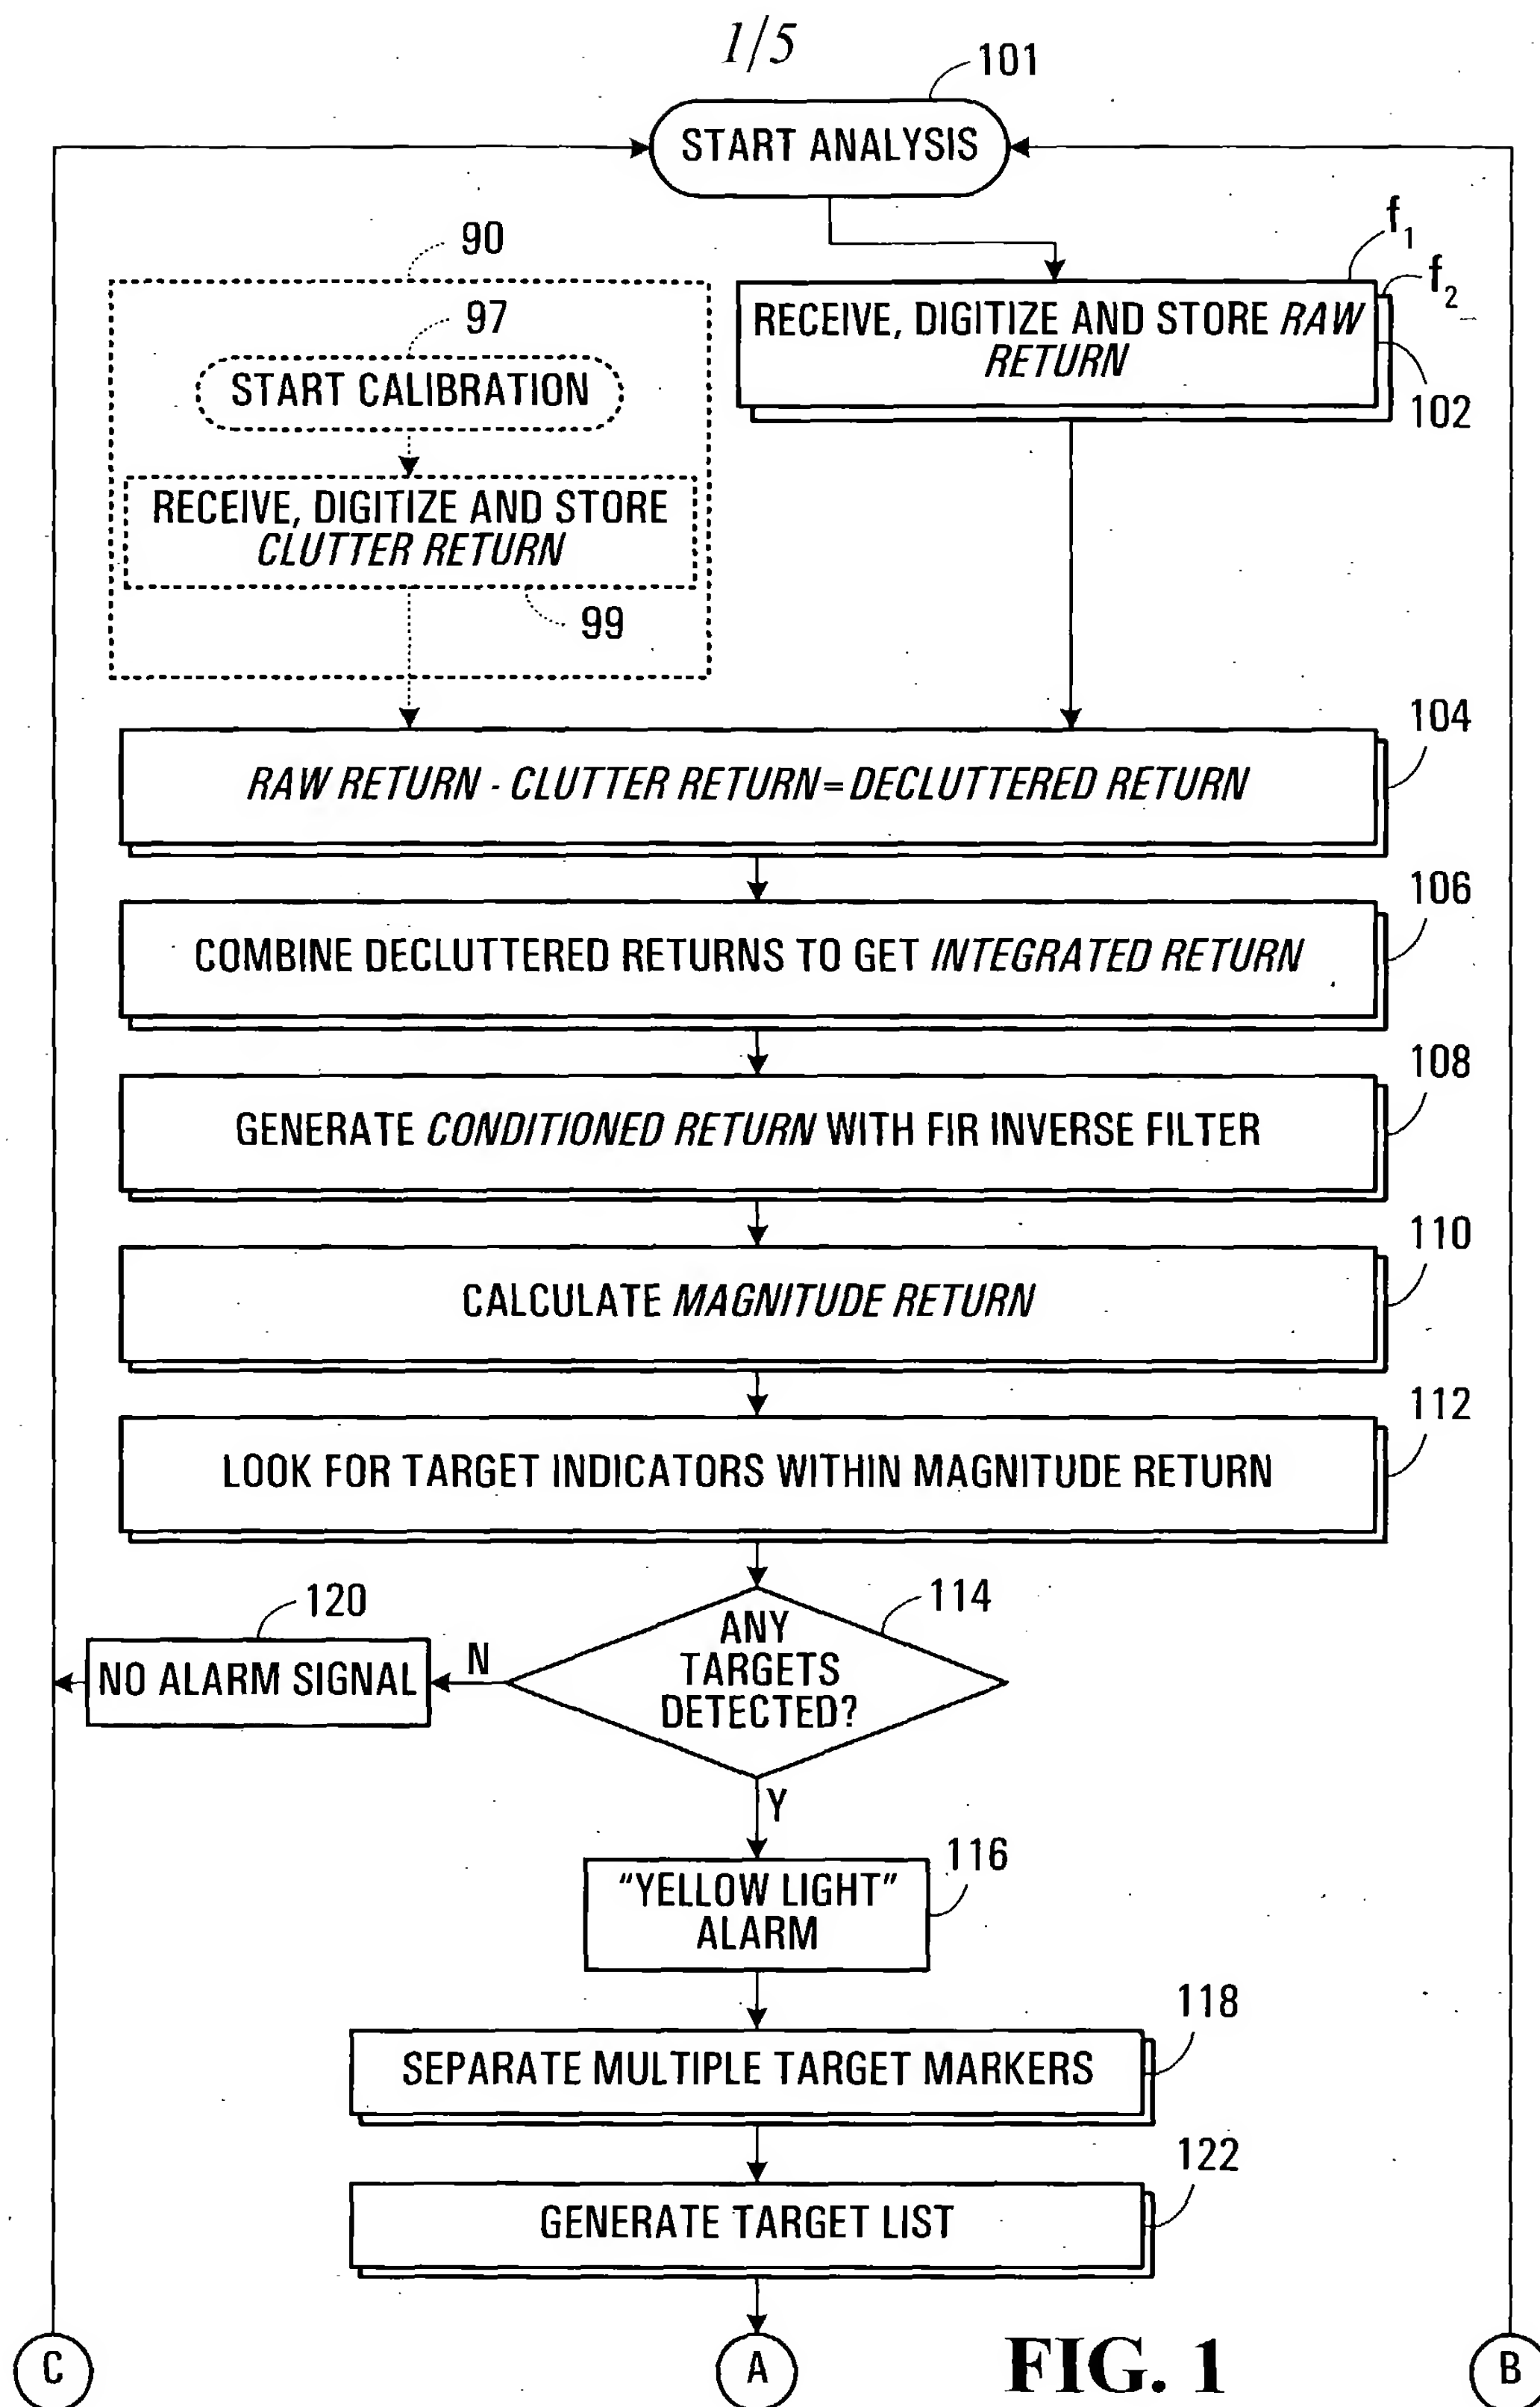 1/5
101
START ANALYSIS
90
97
START CALIBRATION
RECEIVE, DIGITIZE AND STORE
CLUTTER RETURN
99
f1
f2
RECEIVE, DIGITIZE AND STORE RAW
RETURN
102
104
RAW RETURN - CLUTTER RETURN = DECLUTTERED RETURN
106
COMBINE DECLUTTERED RETURNS TO GET INTEGRATED RETURN
108
GENERATE CONDITIONED RETURN WITH FIR INVERSE FILTER
110
CALCULATE MAGNITUDE RETURN
112
LOOK FOR TARGET INDICATORS WITHIN MAGNITUDE RETURN
120
NO ALARM SIGNAL
N
114
ANY
TARGETS
DETECTED?
Y
116
“YELLOW LIGHT”
ALARM
118
SEPARATE MULTIPLE TARGET MARKERS
122
GENERATE TARGET LIST
C
A
FIG. 1
B